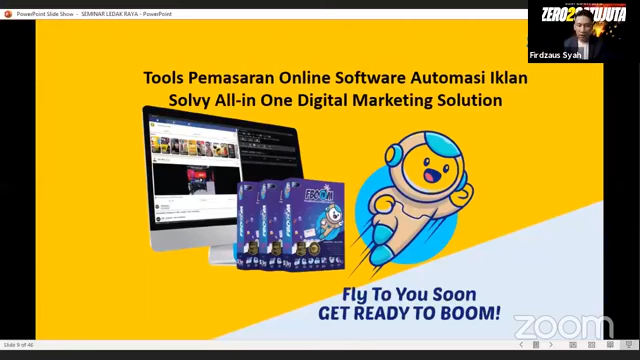 PowerPoint Slide Show - SEMINAR LEDAK RAYA - PowerPoint
Firdzaus Syah
Tools Pemasaran Online Software Automasi Iklan
Solvy All-in One Digital Marketing Solution
FBOOOM
Fly To You Soon
GET READY TO BOOM!
zoom
Slide 9 of 46